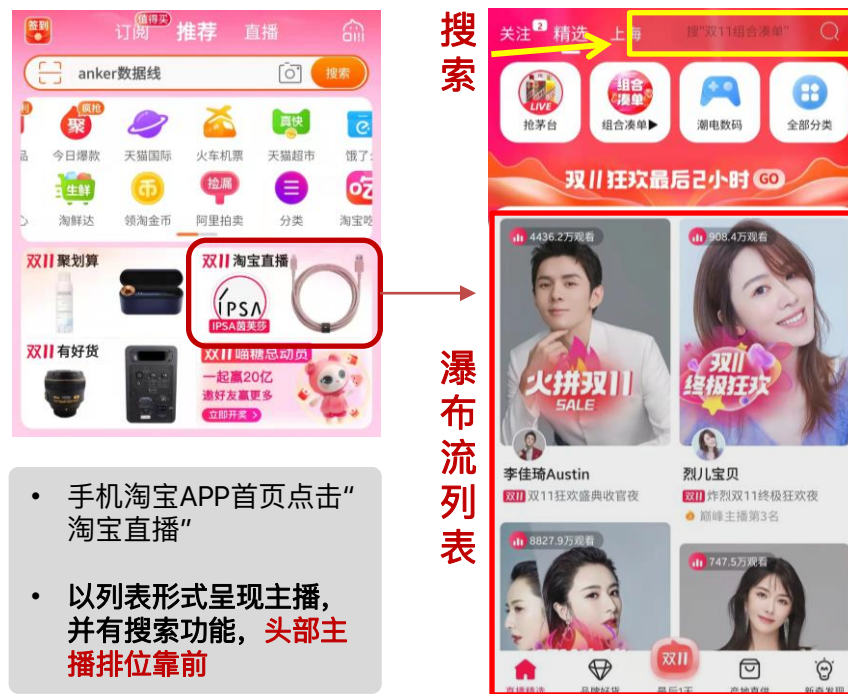 签到
订阅
值得买
推荐
直播
anker数据线
搜索
聚
疯抢
真快
今日爆款
天猫国际
火车机票
天猫超市
生鲜
币
捡漏
淘鲜达
领淘金币
阿里拍卖
分类
双11 聚划算
双11 淘宝直播
IPSA
IPSA茵芙莎
双11 有好货
双11 喵糖总动员
一起赢20亿
邀好友赢更多
立即开奖 >
• 手机淘宝APP首页点击“
淘宝直播”
• 以列表形式呈现主播，
并有搜索功能，头部主
播排位靠前
搜
索
瀑
布
流
列
表
关注 2
精选
上海
搜"双11组合凑单"
LIVE
组合
凑单
抢茅台
组合凑单▶
潮电数码
全部分类
双11狂欢最后2小时 GO
4436.2万观看
908.4万观看
火拼双11
SALE
双11
终极狂欢
李佳琦Austin
双11 双11狂欢盛典收官夜
烈儿宝贝
双11 炸烈双11终极狂欢夜
巅峰主播第3名
8827.9万观看
747.5万观看
双11